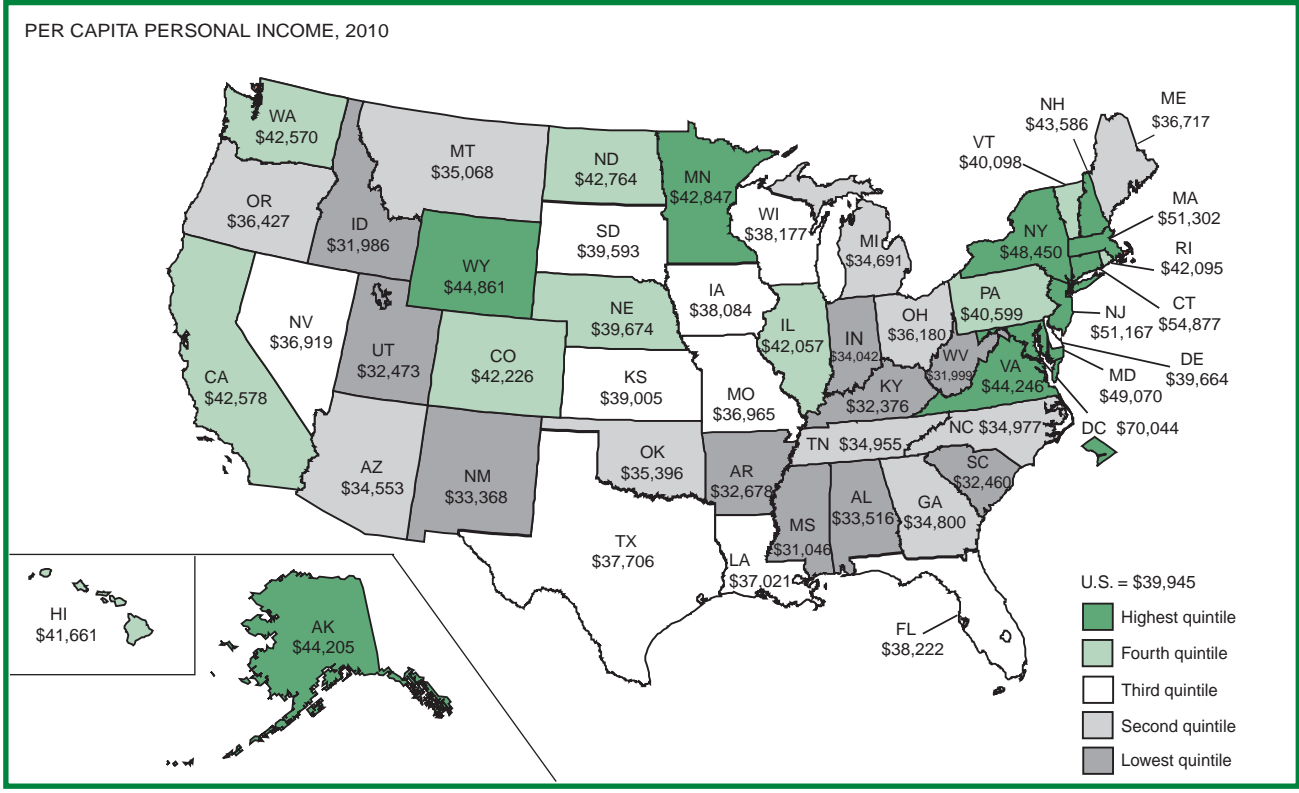 PER CAPITA PERSONAL INCOME, 2010
WA
$42,570
MT
$35,068
ND
$42,764
MN
$42,847
NH
$43,586
ME
$36,717
VT
$40,098
OR
$36,427
ID
$31,986
WY
$44,861
SD
$39,593
WI
$38,177
MI
$34,691
NY
$48,450
MA
$51,302
RI
$42,095
CT
$54,877
NJ
$51,167
DE
$39,664
MD
$49,070
DC $70,044
PA
$40,599
NV
$36,919
UT
$32,473
CO
$42,226
NE
$39,674
IA
$38,084
IL
$42,057
IN
$34,042
OH
$36,180
WV
$31,999
VA
$44,246
CA
$42,578
KS
$39,005
MO
$36,965
KY
$32,376
NC $34,977
TN $34,955
AZ
$34,553
NM
$33,368
OK
$35,396
AR
$32,678
SC
$32,460
MS
$31,046
AL
$33,516
GA
$34,800
TX
$37,706
LA
$37,021
FL
$38,222
HI
$41,661
AK
$44,205
U.S. = $39,945
Highest quintile
Fourth quintile
Third quintile
Second quintile
Lowest quintile